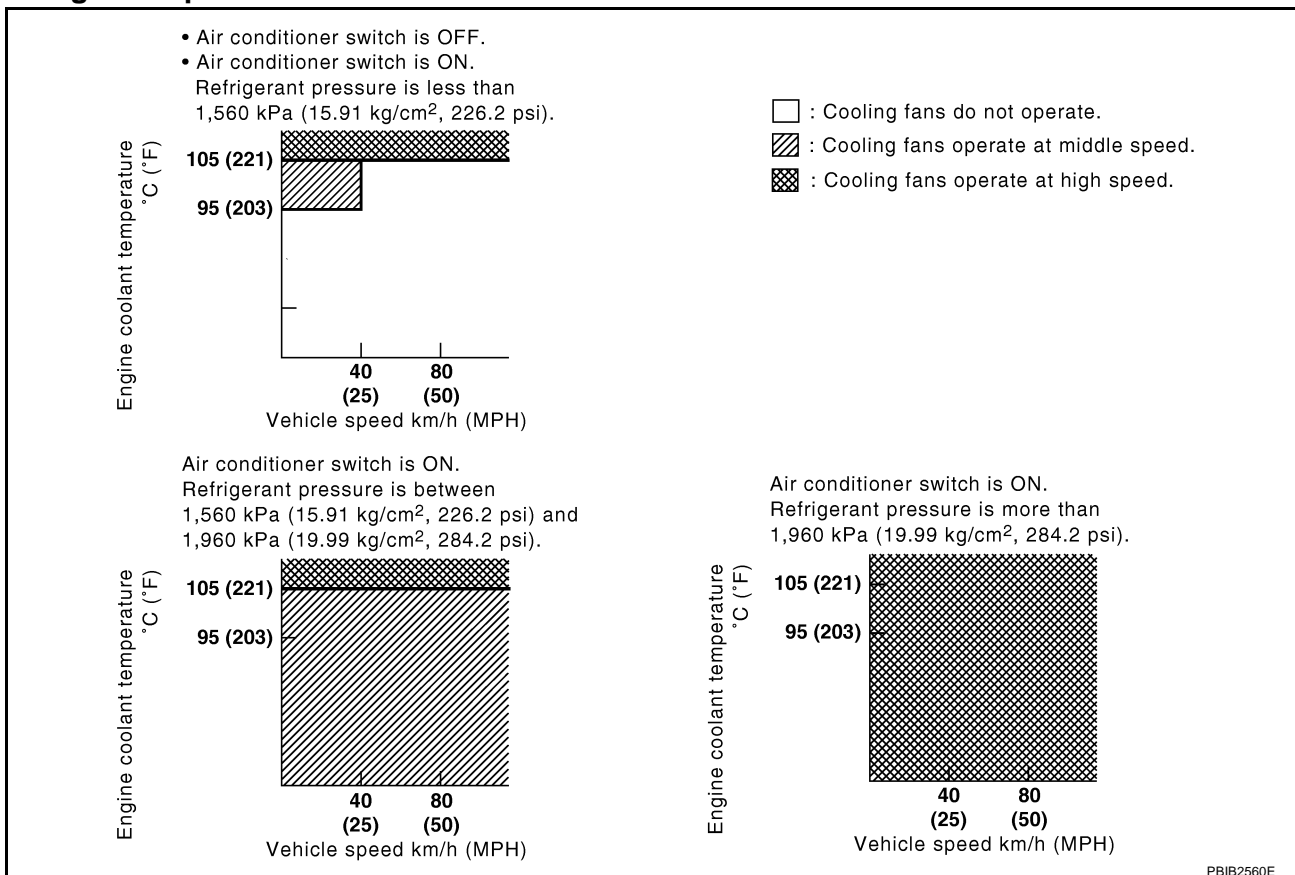 • Air conditioner switch is OFF.
• Air conditioner switch is ON.
Refrigerant pressure is less than
1,560 kPa (15.91 kg/cm², 226.2 psi).
Engine coolant temperature
˚C (˚F)
105 (221)
95 (203)
40
(25)
80
(50)
Vehicle speed km/h (MPH)
: Cooling fans do not operate.
: Cooling fans operate at middle speed.
: Cooling fans operate at high speed.
Air conditioner switch is ON.
Refrigerant pressure is between
1,560 kPa (15.91 kg/cm², 226.2 psi) and
1,960 kPa (19.99 kg/cm², 284.2 psi).
Engine coolant temperature
˚C (˚F)
105 (221)
95 (203)
40
(25)
80
(50)
Vehicle speed km/h (MPH)
Air conditioner switch is ON.
Refrigerant pressure is more than
1,960 kPa (19.99 kg/cm², 284.2 psi).
Engine coolant temperature
˚C (˚F)
105 (221)
95 (203)
40
(25)
80
(50)
Vehicle speed km/h (MPH)
PBIB2560E